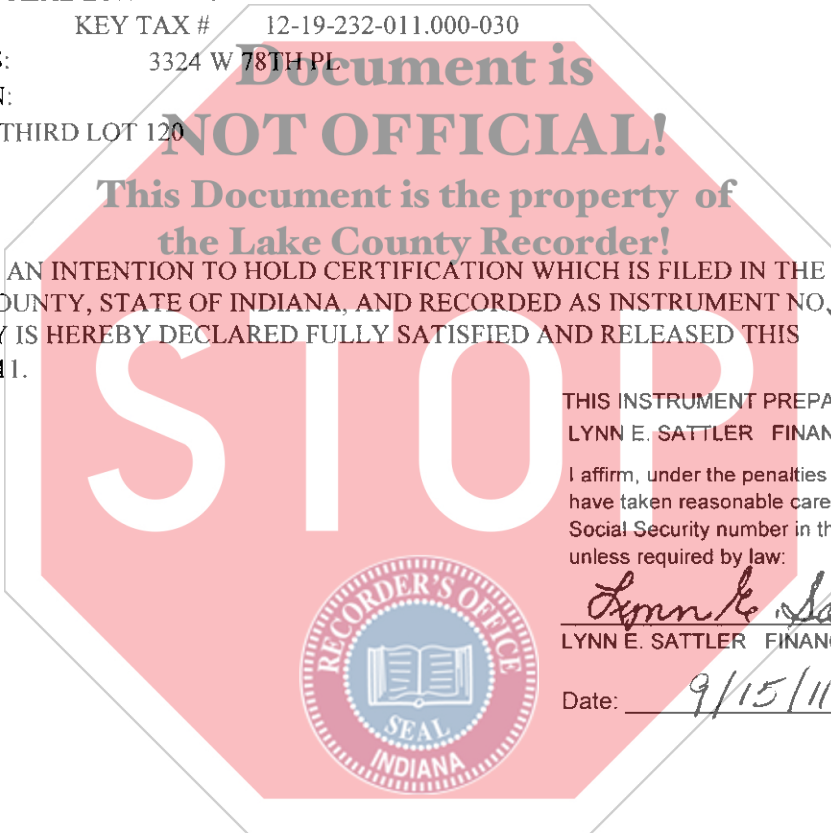 KEY TAX # 12-19-232-011.000-030
3324 W 78TH PL
Document is
THIRD LOT 120
NOT OFFICIAL!
This Document is the property of
the Lake County Recorder!
AN INTENTION TO HOLD CERTIFICATION WHICH IS FILED IN THE
OUNTY, STATE OF INDIANA, AND RECORDED AS INSTRUMENT NO.
IS HEREBY DECLARED FULLY SATISFIED AND RELEASED THIS
11.
STOP
THIS INSTRUMENT PREPA
LYNN E. SATTLER FINAN
I affirm, under the penalties
have taken reasonable care
Social Security number in th
unless required by law:
Lynn E. Sa
LYNN E. SATTLER FINANC
Date: 9/15/11
RECORDER'S OFFICE
SEAL
INDIANA